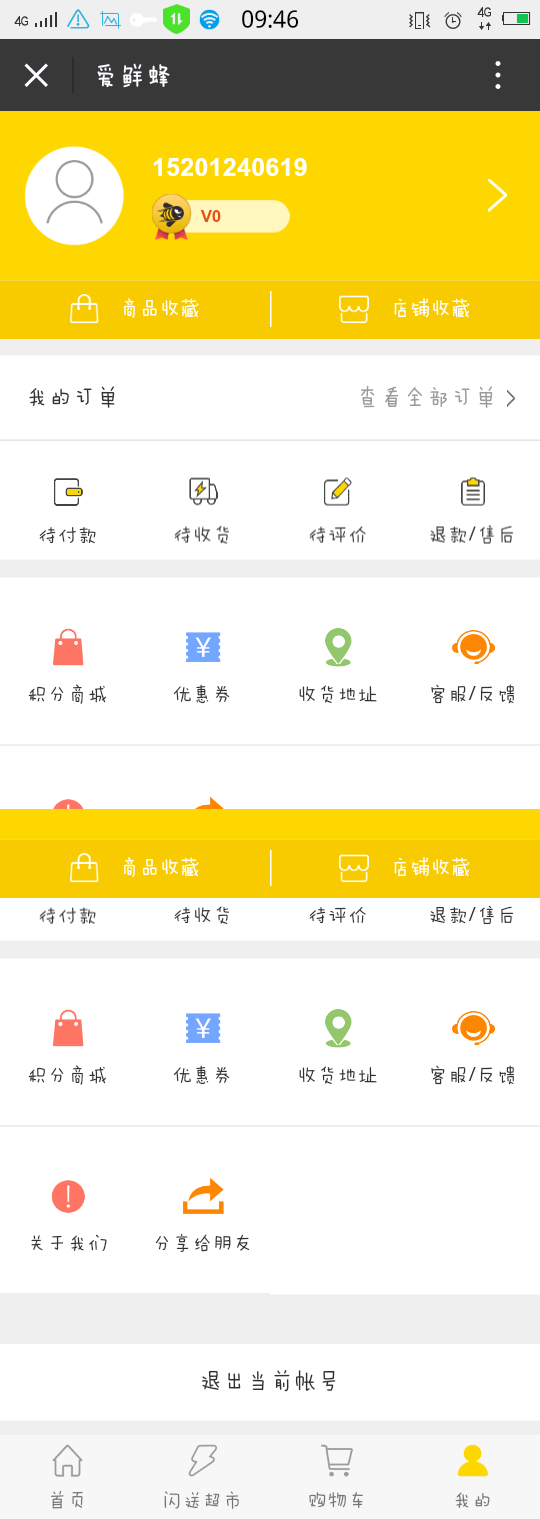 4G 09:46 4G
爱鲜蜂
15201240619
V0
商品收藏 店铺收藏
我的订单 查看全部订单
待付款 待收货 待评价 退款/售后
积分商城 优惠券 收货地址 客服/反馈
商品收藏 店铺收藏
待付款 待收货 待评价 退款/售后
积分商城 优惠券 收货地址 客服/反馈
关于我们 分享给朋友
退出当前帐号
首页 闪送超市 购物车 我的